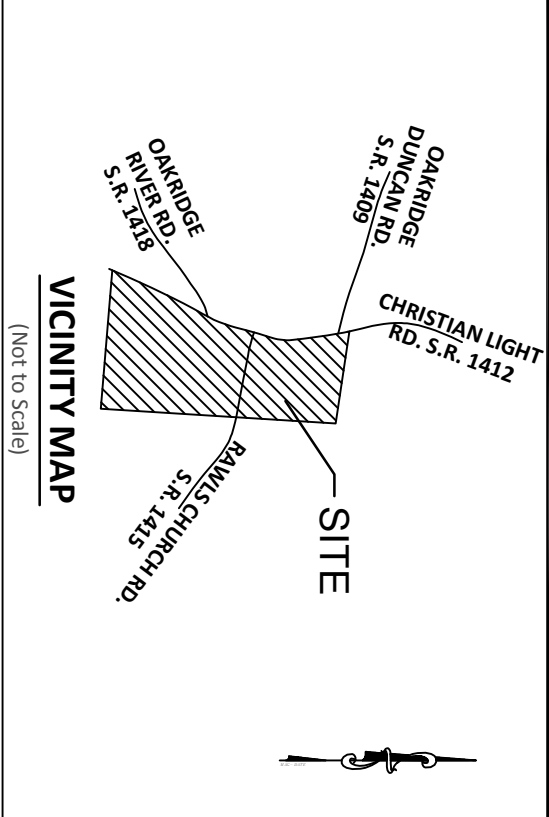 OAKRIDGE
DUNCAN RD.
S.R. 1409
CHRISTIAN LIGHT
RD. S.R. 1412
OAKRIDGE
RIVER RD.
S.R. 1418
RAWLS CHURCH RD.
S.R. 1415
SITE
VICINITY MAP
(Not to Scale)